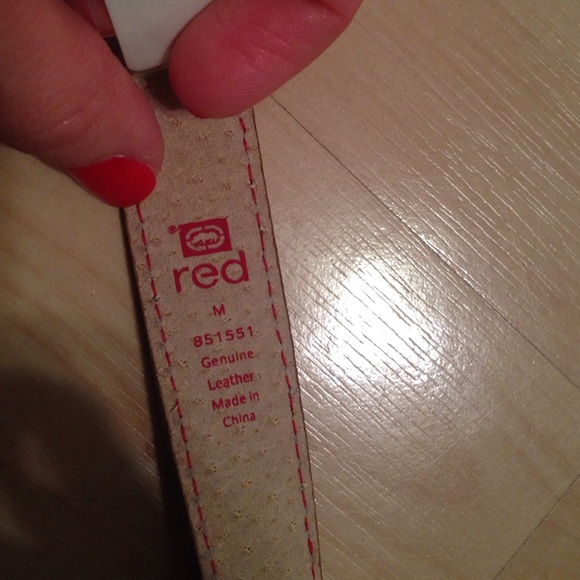 ®
red
M
851551
Genuine
Leather
Made in
China